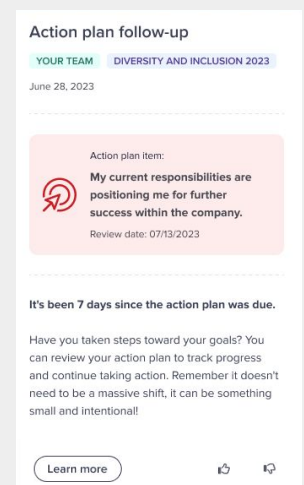 Action plan follow-up
YOUR TEAM DIVERSITY AND INCLUSION 2023
June 28, 2023
Action plan item:
My current responsibilities are
positioning me for further
success within the company.
Review date: 07/13/2023
It's been 7 days since the action plan was due.
Have you taken steps toward your goals? You
can review your action plan to track progress
and continue taking action. Remember it doesn't
need to be a massive shift, it can be something
small and intentional!
Learn more